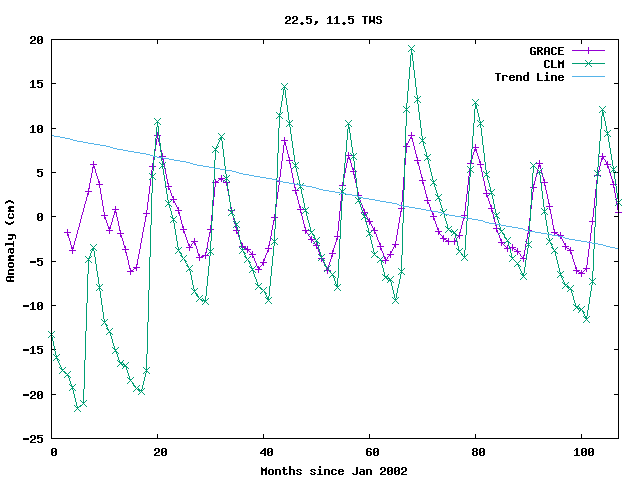 22.5, 11.5 TWS
GRACE
CLM
Trend Line
20
15
10
5
0
-5
-10
-15
-20
-25
Anomaly (cm)
0 20 40 60 80 100
Months since Jan 2002